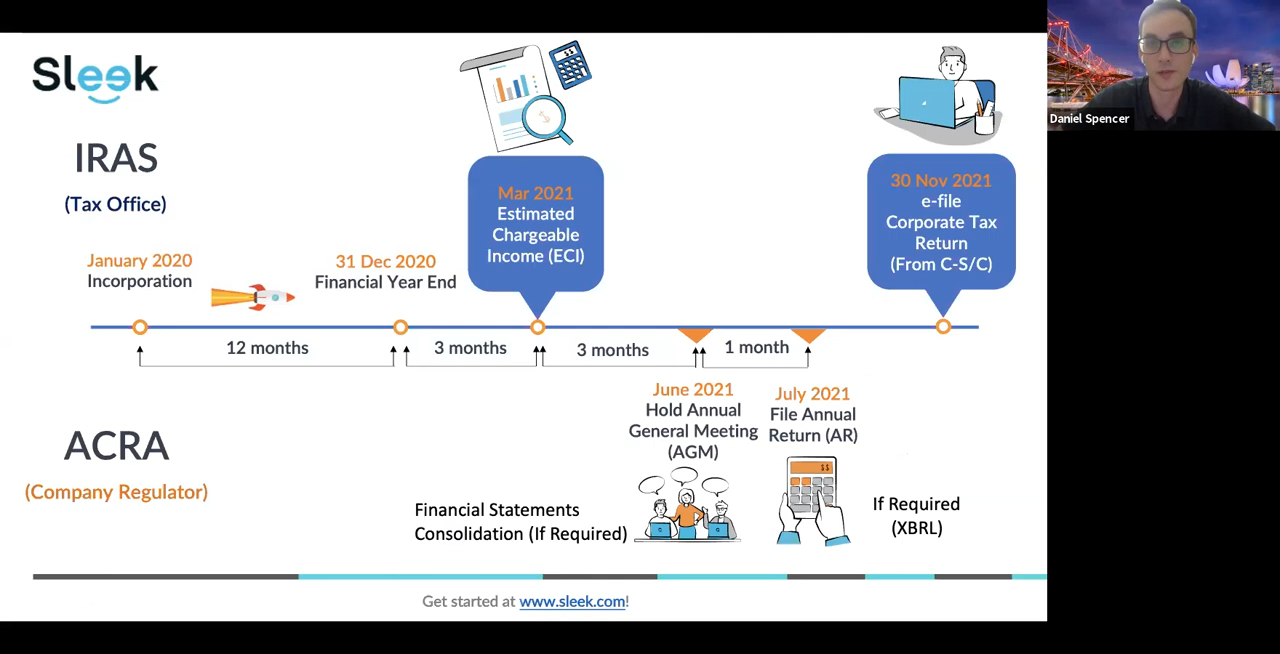 Sleek
Daniel Spencer
IRAS
(Tax Office)
Mar 2021
Estimated
Chargeable
Income (ECI)
30 Nov 2021
e-file
Corporate Tax
Return
(From C-S/C)
January 2020
Incorporation
31 Dec 2020
Financial Year End
12 months
3 months
3 months
1 month
June 2021
Hold Annual
General Meeting
(AGM)
July 2021
File Annual
Return (AR)
ACRA
(Company Regulator)
Financial Statements
Consolidation (If Required)
If Required
(XBRL)
$$
$$
Get started at www.sleek.com!